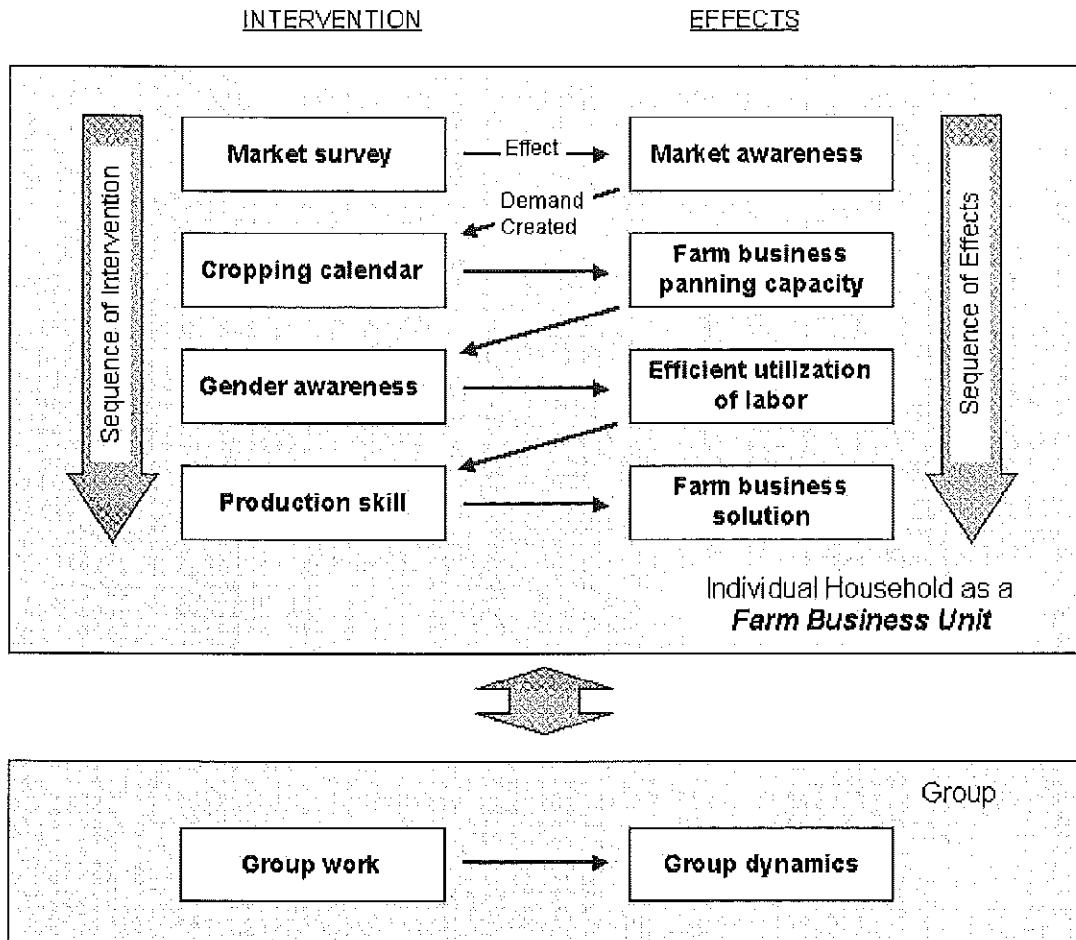 INTERVENTION
EFFECTS
Sequence of Intervention
Market survey
Effect
Market awareness
Demand
Created
Cropping calendar
Farm business
panning capacity
Gender awareness
Efficient utilization
of labor
Production skill
Farm business
solution
Sequence of Effects
Individual Household as a
Farm Business Unit
Group
Group work
Group dynamics